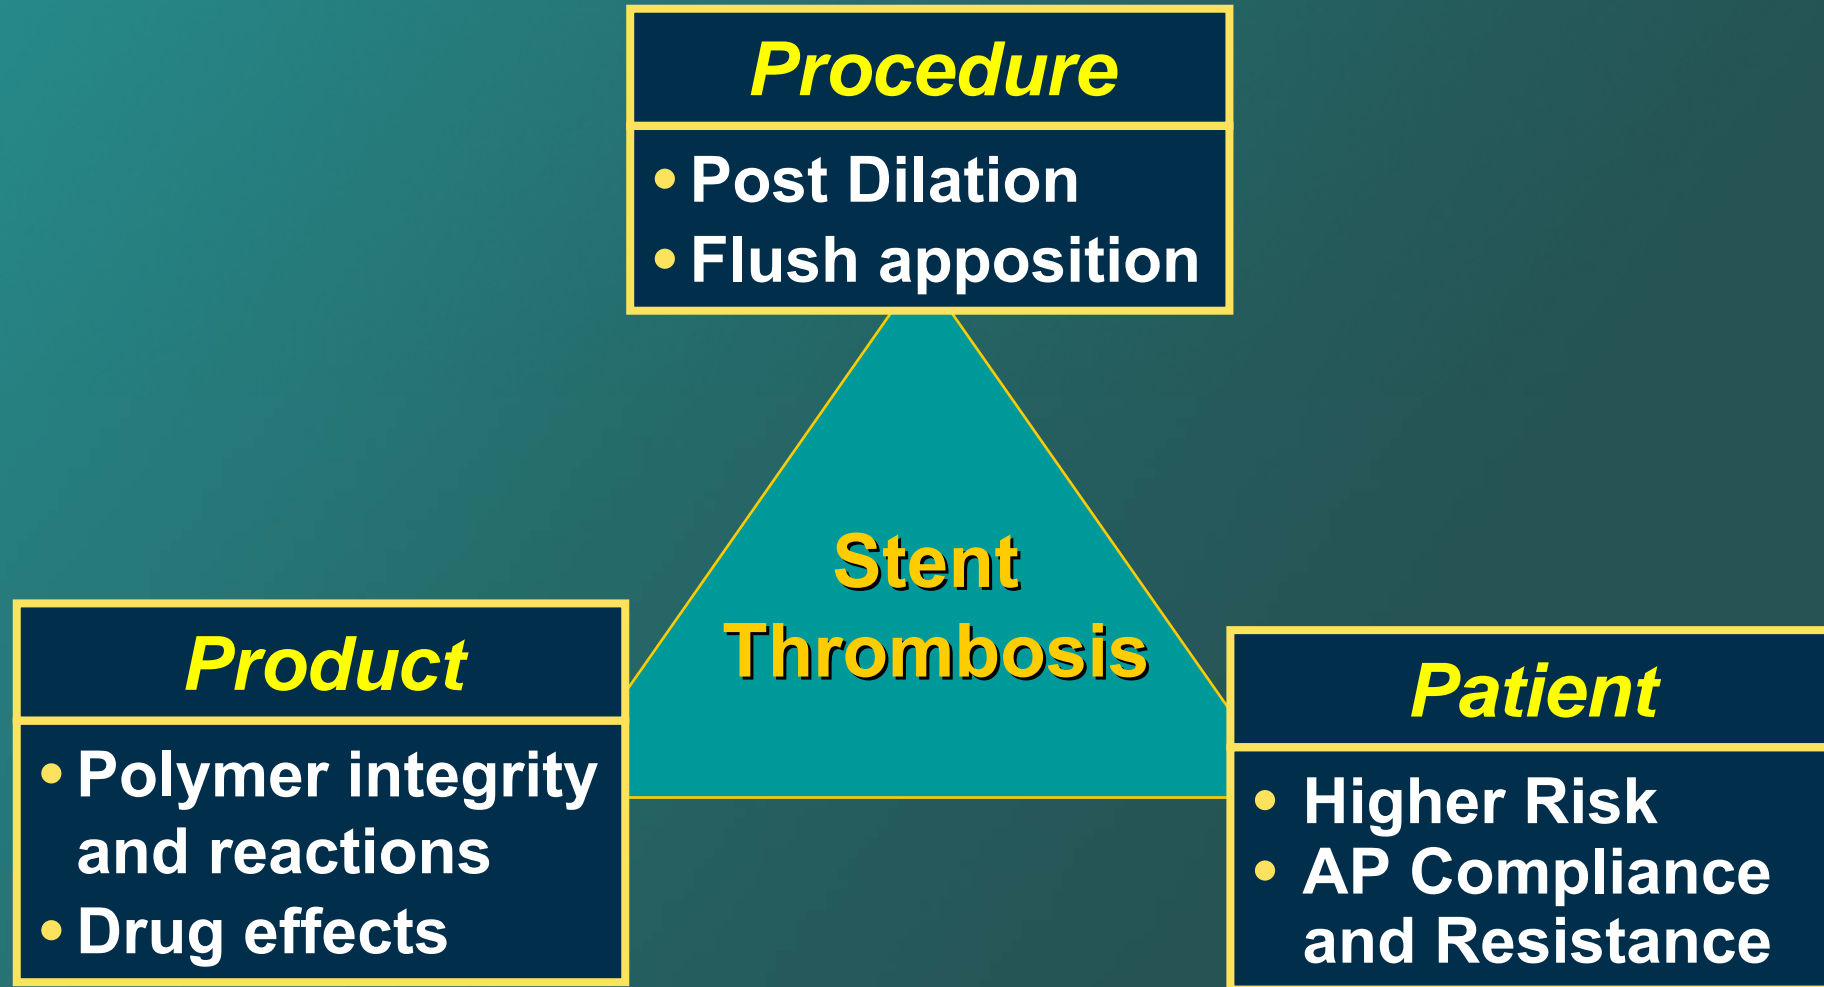 Procedure
• Post Dilation
• Flush apposition
Stent
Thrombosis
Product
• Polymer integrity
and reactions
• Drug effects
Patient
• Higher Risk
• AP Compliance
and Resistance